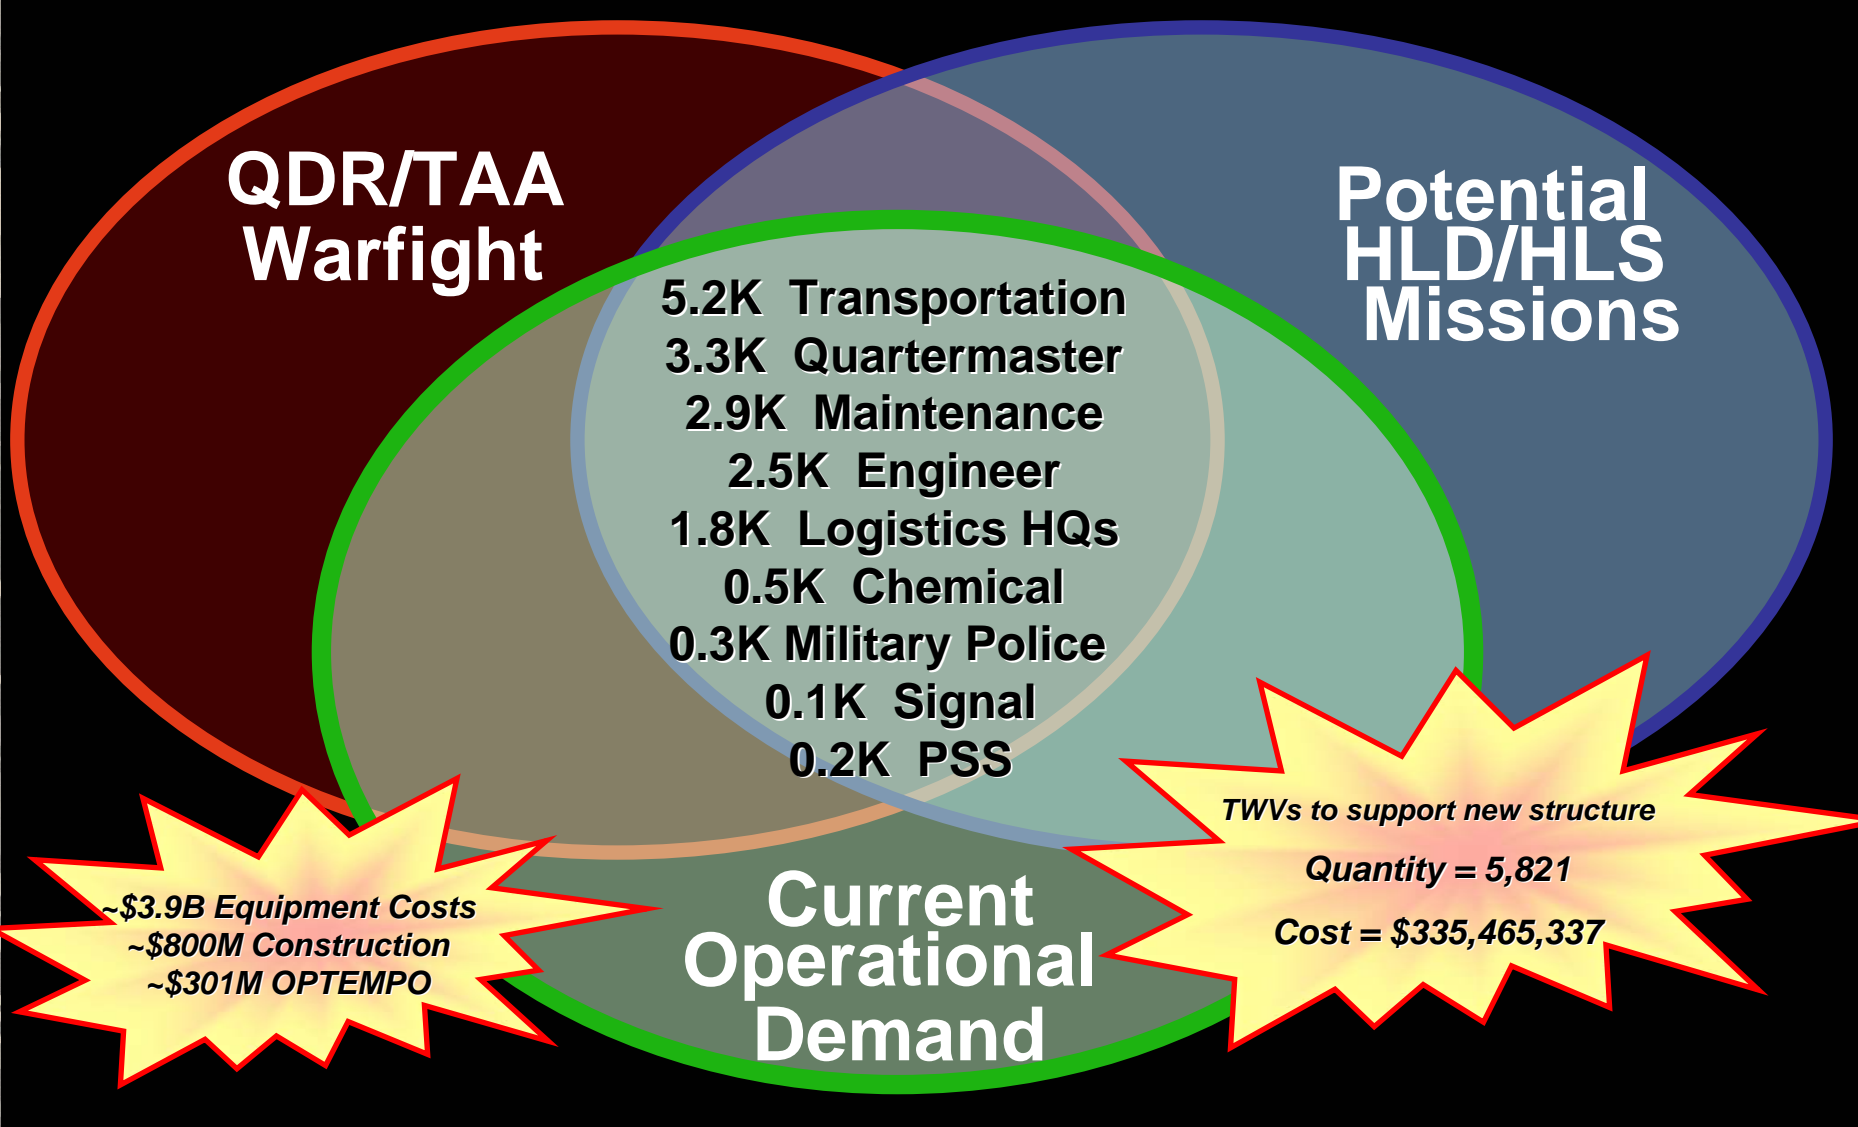 QDR/TAA
Warfight
Potential
HLD/HLS
Missions
5.2K Transportation
3.3K Quartermaster
2.9K Maintenance
2.5K Engineer
1.8K Logistics HQs
0.5K Chemical
0.3K Military Police
0.1K Signal
0.2K PSS
TWVs to support new structure
Quantity = 5,821
Cost = $335,465,337
~$3.9B Equipment Costs
~$800M Construction
~$301M OPTEMPO
Current
Operational
Demand